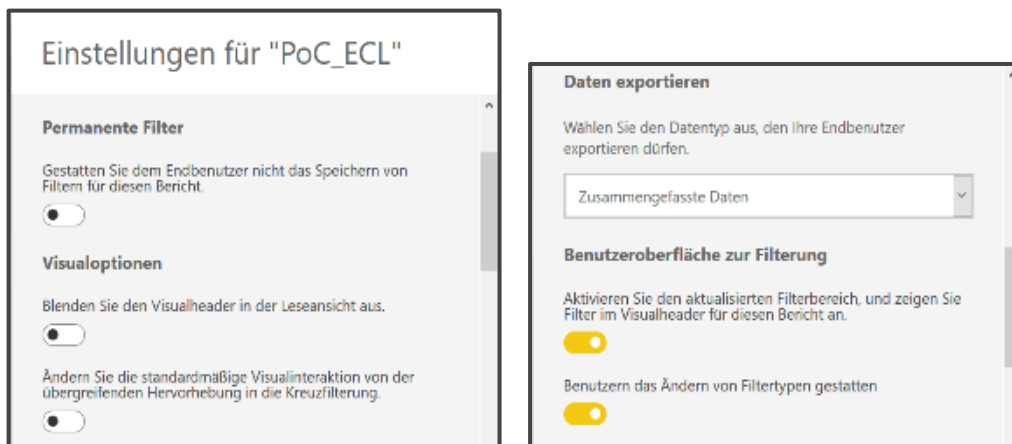 Einstellungen für "PoC_ECL"
Permanente Filter
Gestatten Sie dem Endbenutzer nicht das Speichern von
Filtern für diesen Bericht.
Visualoptionen
Blenden Sie den Visualheader in der Leseansicht aus.
Ändern Sie die standardmäßige Visualinteraktion von der
übergreifenden Hervorhebung in die Kreuzfilterung.
Daten exportieren
Wählen Sie den Datentyp aus, den Ihre Endbenutzer
exportieren dürfen.
Zusammengefasste Daten
Benutzeroberfläche zur Filterung
Aktivieren Sie den aktualisierten Filterbereich, und zeigen Sie
Filter im Visualheader für diesen Bericht an.
Benutzern das Ändern von Filtertypen gestatten